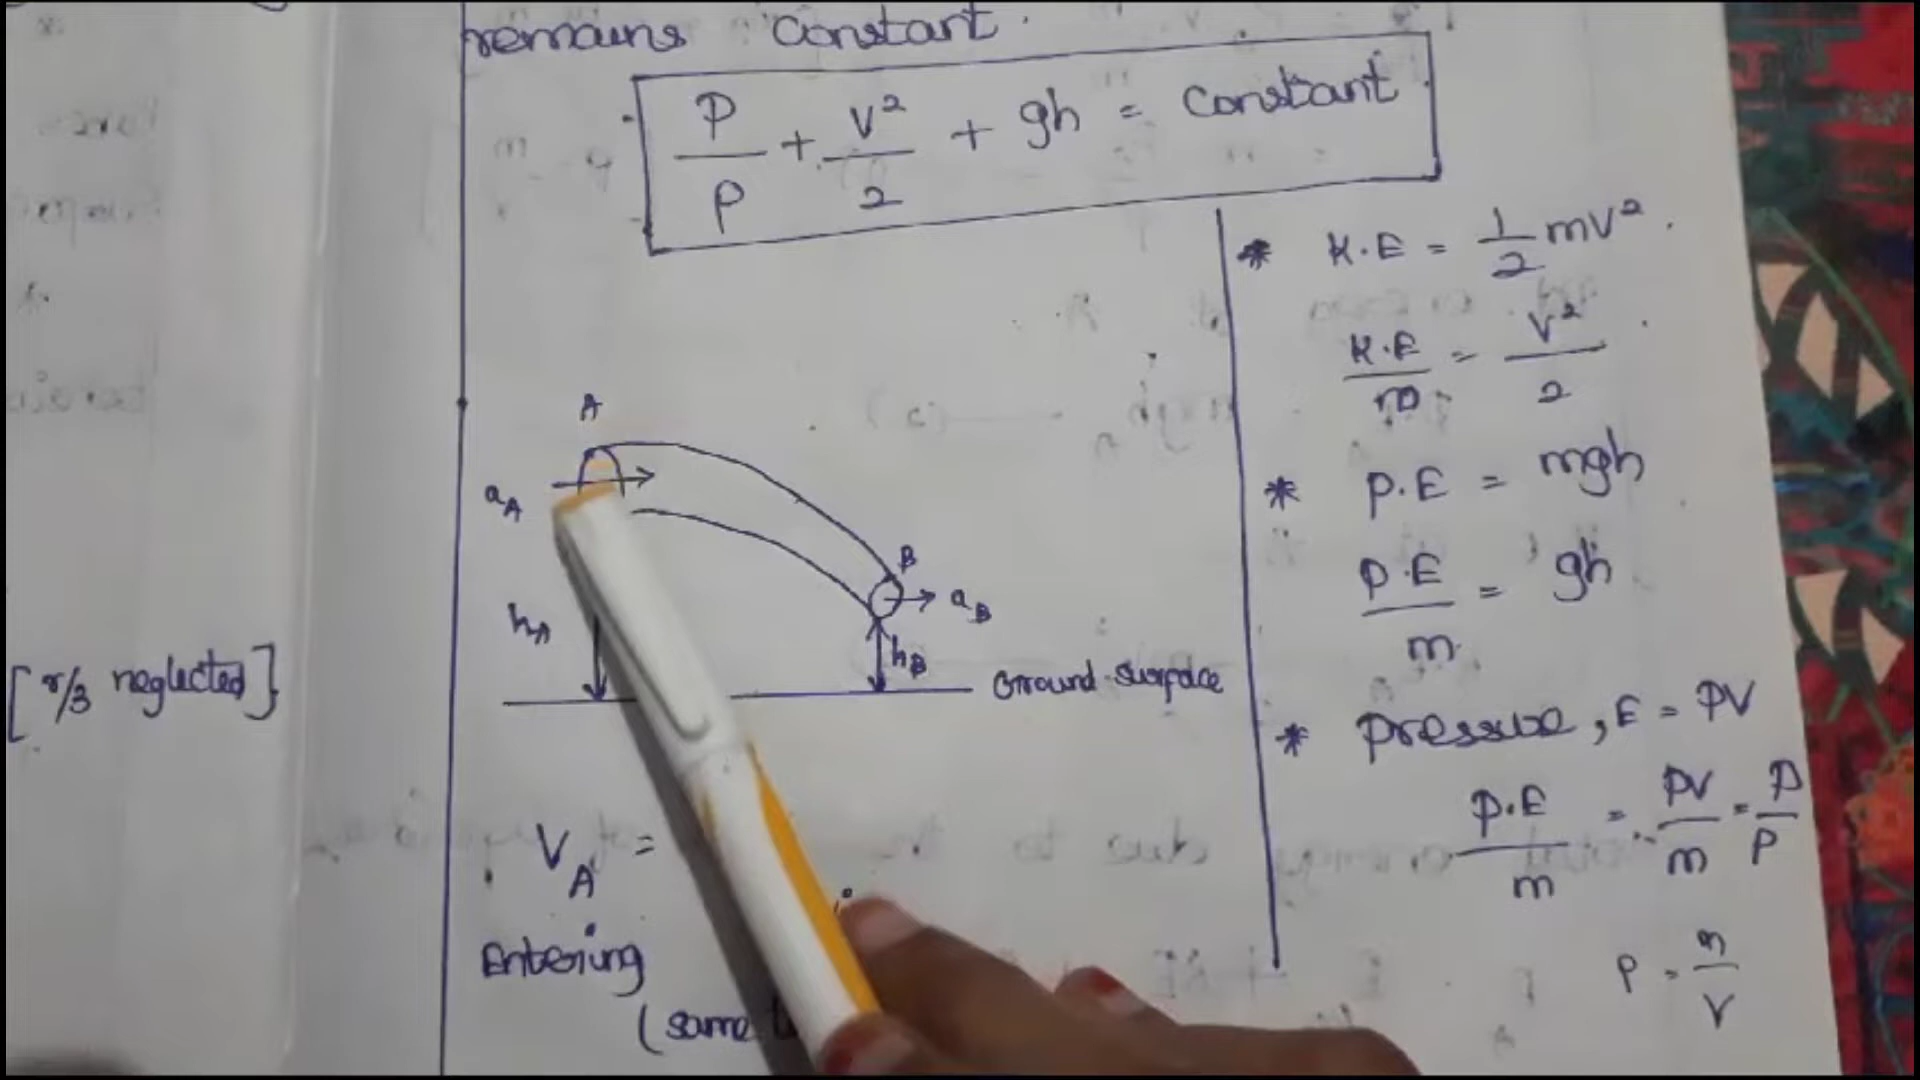 remains Constant.
P/P + V²/2 + gh = Constant
* K.E = 1/2 mv².
K.E/m = V²/2
* P.E = mgh
P.E/m = gh
* pressure, E = PV
P.E/m = PV/m = P/P
P = m/V
A
a_A
h_A
B
a_B
h_B
Ground surface
[r/3 neglected]
V_A =
Entering
(same